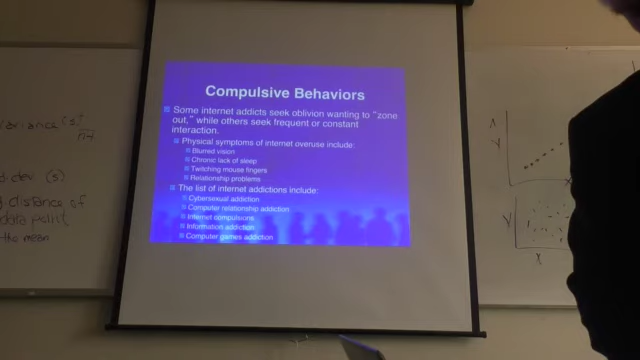 Compulsive Behaviors
Some internet addicts seek oblivion wanting to "zone
out," while others seek frequent or constant
interaction.
Physical symptoms of internet overuse include:
Blurred vision
Chronic lack of sleep
Twitching mouse fingers
Relationship problems
The list of internet addictions include:
Cybersexual addiction
Computer relationship addiction
Internet compulsions
Information addiction
Computer games addiction
(s)
distance of
data point
the mean
Y
X
Y
X